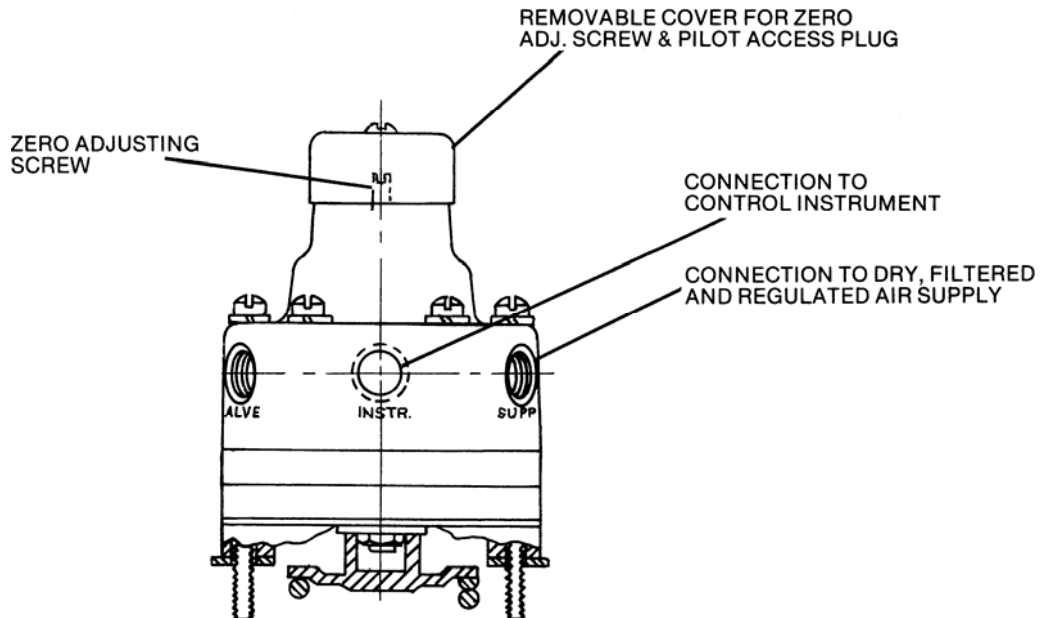 REMOVABLE COVER FOR ZERO
ADJ. SCREW & PILOT ACCESS PLUG
ZERO ADJUSTING
SCREW
CONNECTION TO
CONTROL INSTRUMENT
CONNECTION TO DRY, FILTERED
AND REGULATED AIR SUPPLY
ALVE
INSTR.
SUPP